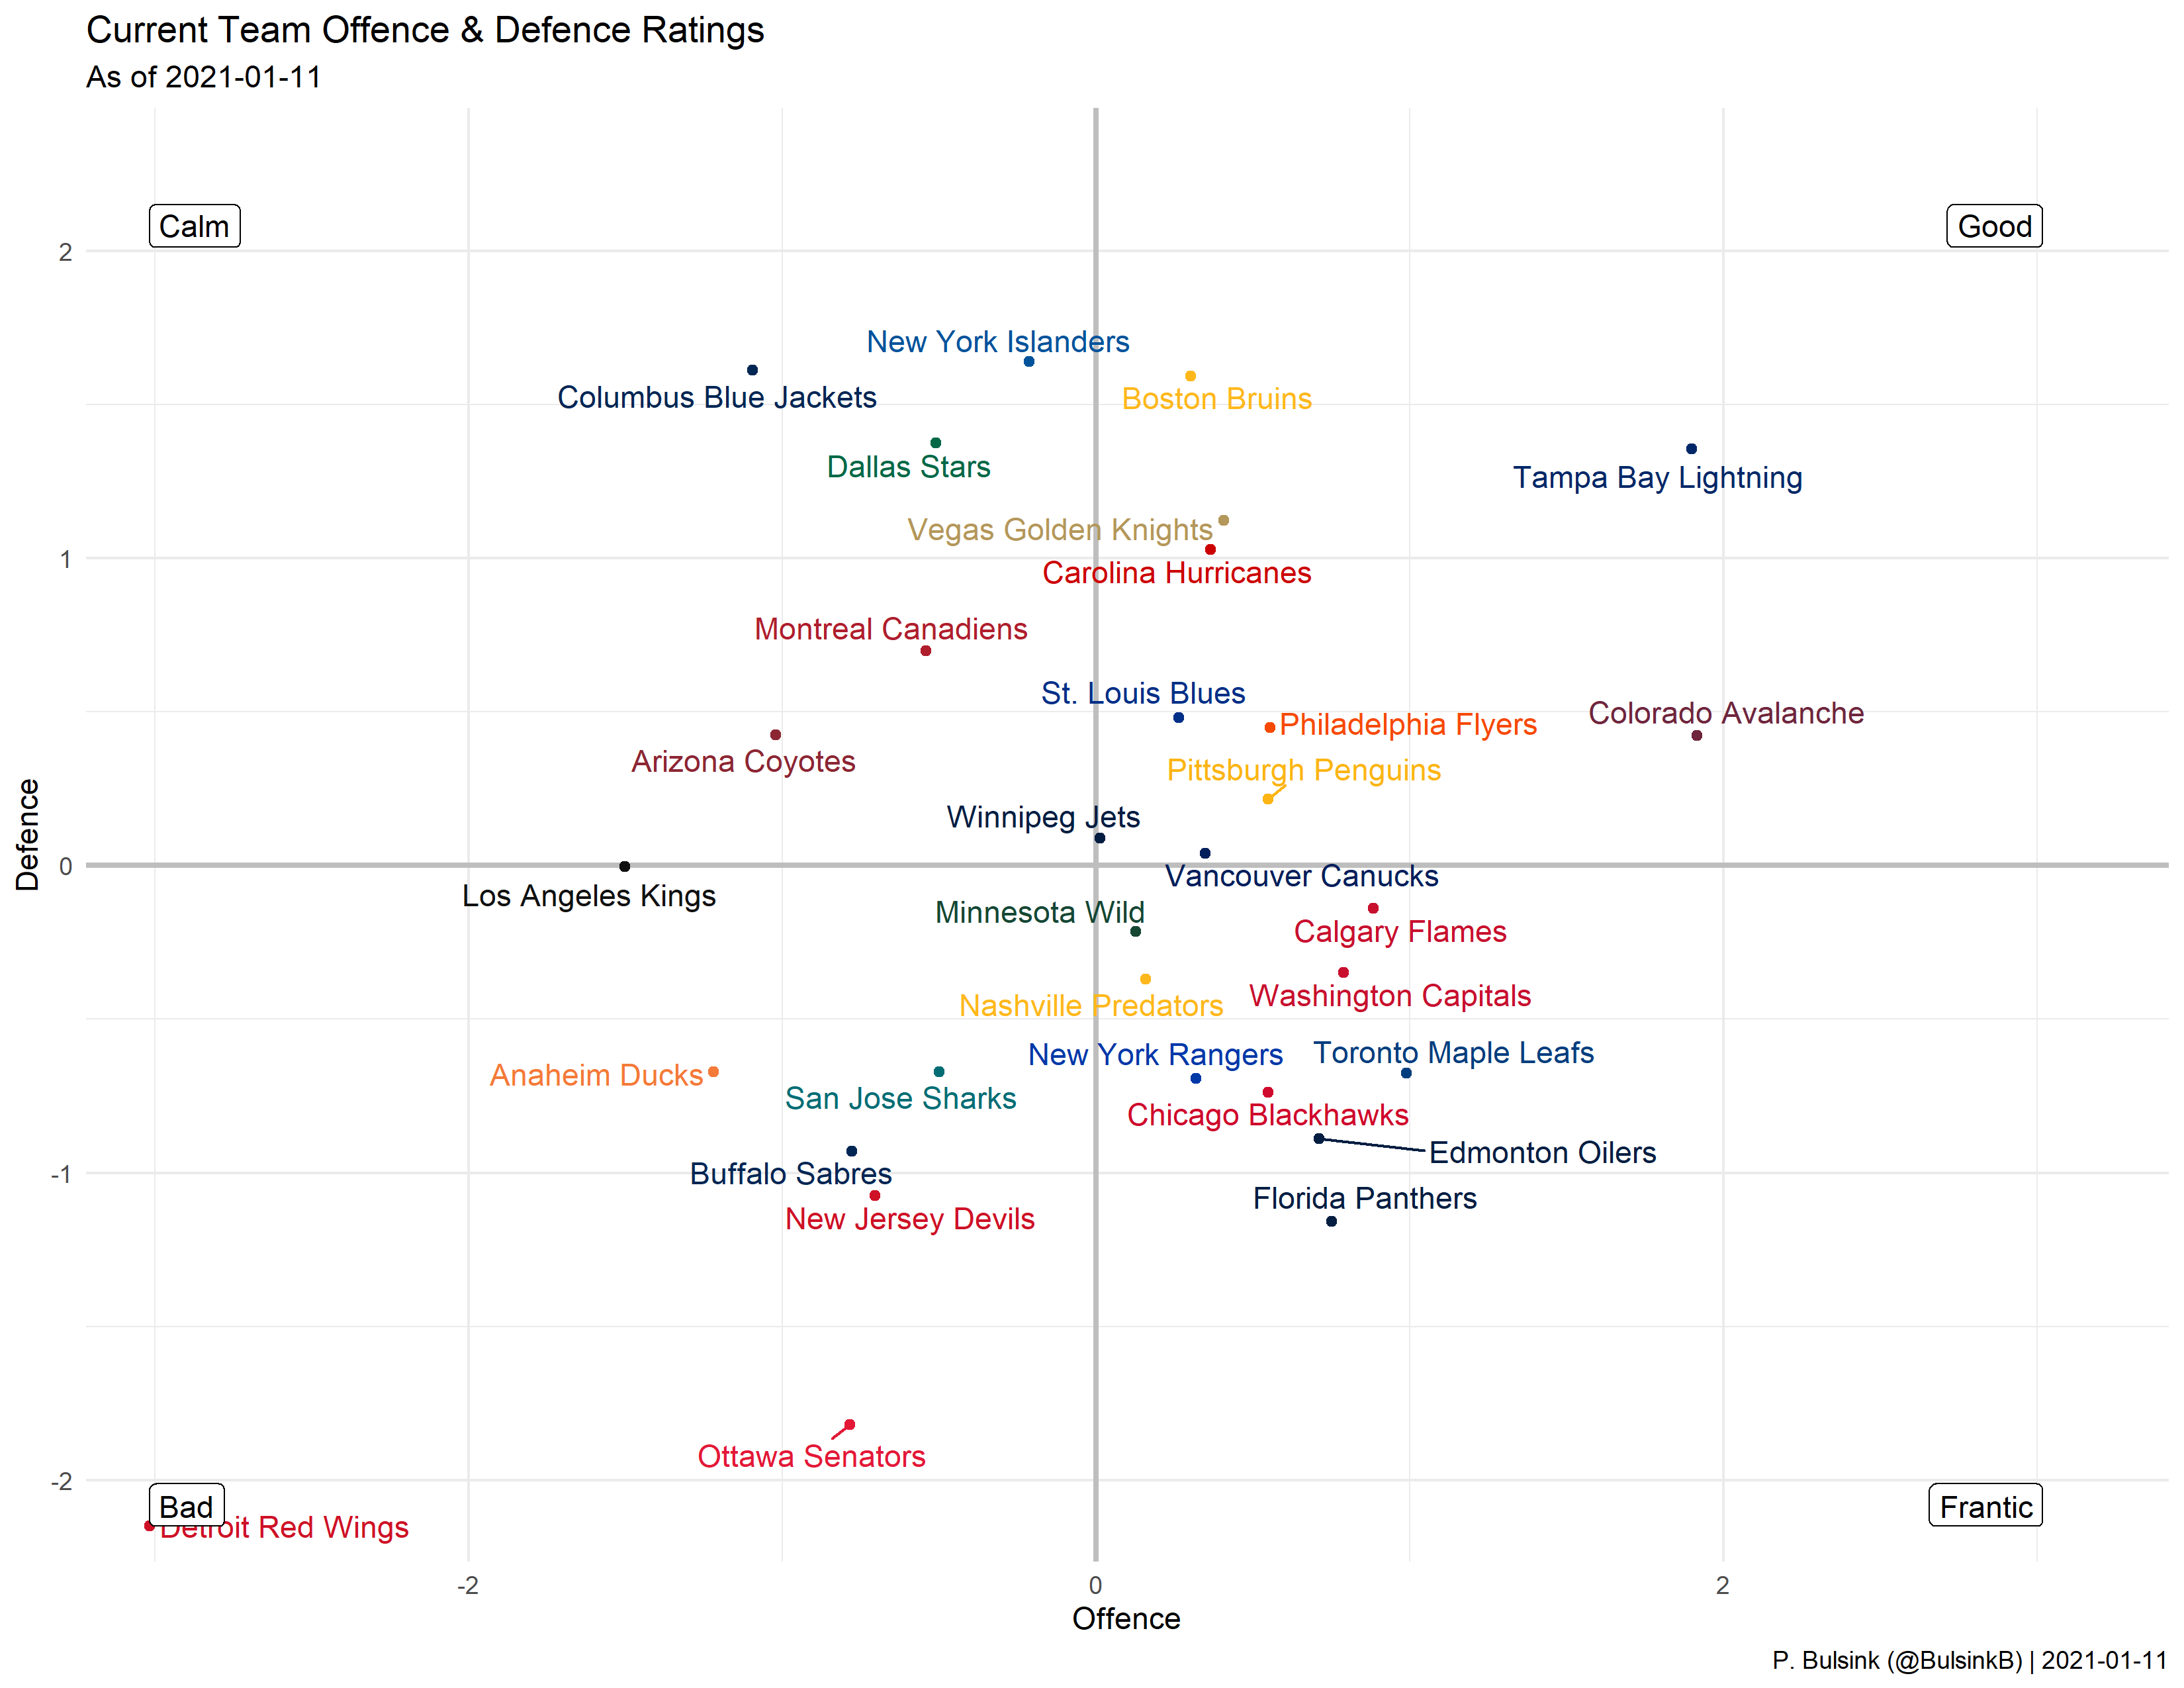 Current Team Offence & Defence Ratings
As of 2021-01-11
Calm
Good
2
New York Islanders
Columbus Blue Jackets
Boston Bruins
Dallas Stars
Tampa Bay Lightning
Vegas Golden Knights
1
Carolina Hurricanes
Montreal Canadiens
St. Louis Blues
Colorado Avalanche
Philadelphia Flyers
Arizona Coyotes
Pittsburgh Penguins
Winnipeg Jets
Defence
0
Vancouver Canucks
Los Angeles Kings
Minnesota Wild
Calgary Flames
Washington Capitals
Nashville Predators
New York Rangers
Toronto Maple Leafs
Anaheim Ducks
San Jose Sharks
Chicago Blackhawks
Edmonton Oilers
-1
Buffalo Sabres
Florida Panthers
New Jersey Devils
Ottawa Senators
-2
Bad
Frantic
Detroit Red Wings
-2
0
2
Offence
P. Bulsink (@BulsinkB) | 2021-01-11